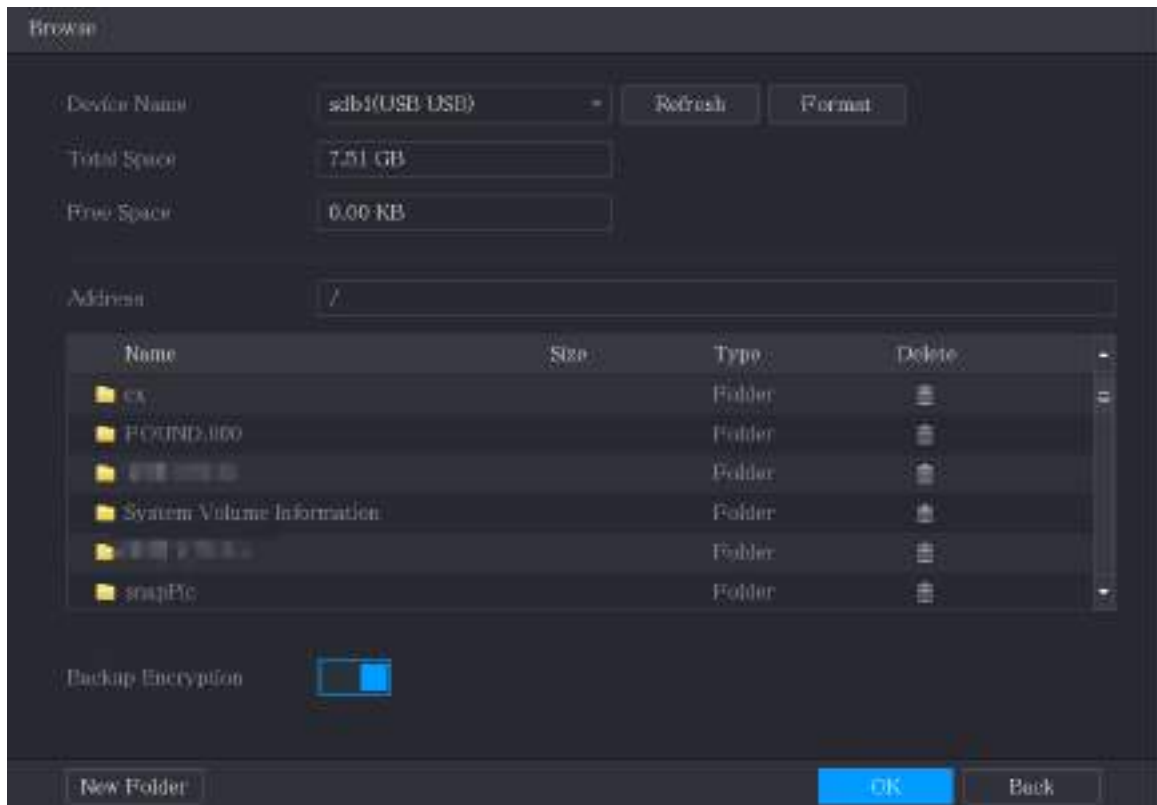 Browse
Device Name sdb1(USB USB) Refresh Format
Total Space 7.51 GB
Free Space 0.00 KB
Address /
Name Size Type Delete
cx Folder
FOUND.000 Folder
Folder
System Volume Information Folder
Folder
snapPic Folder
Backup Encryption
New Folder OK Back